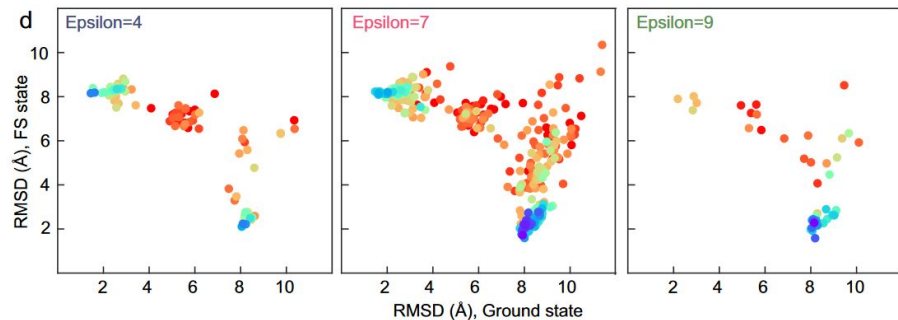 d
Epsilon=4
Epsilon=7
Epsilon=9
RMSD (Å), FS state
10
8
6
4
2
2 4 6 8 10
2 4 6 8 10
2 4 6 8 10
RMSD (Å), Ground state